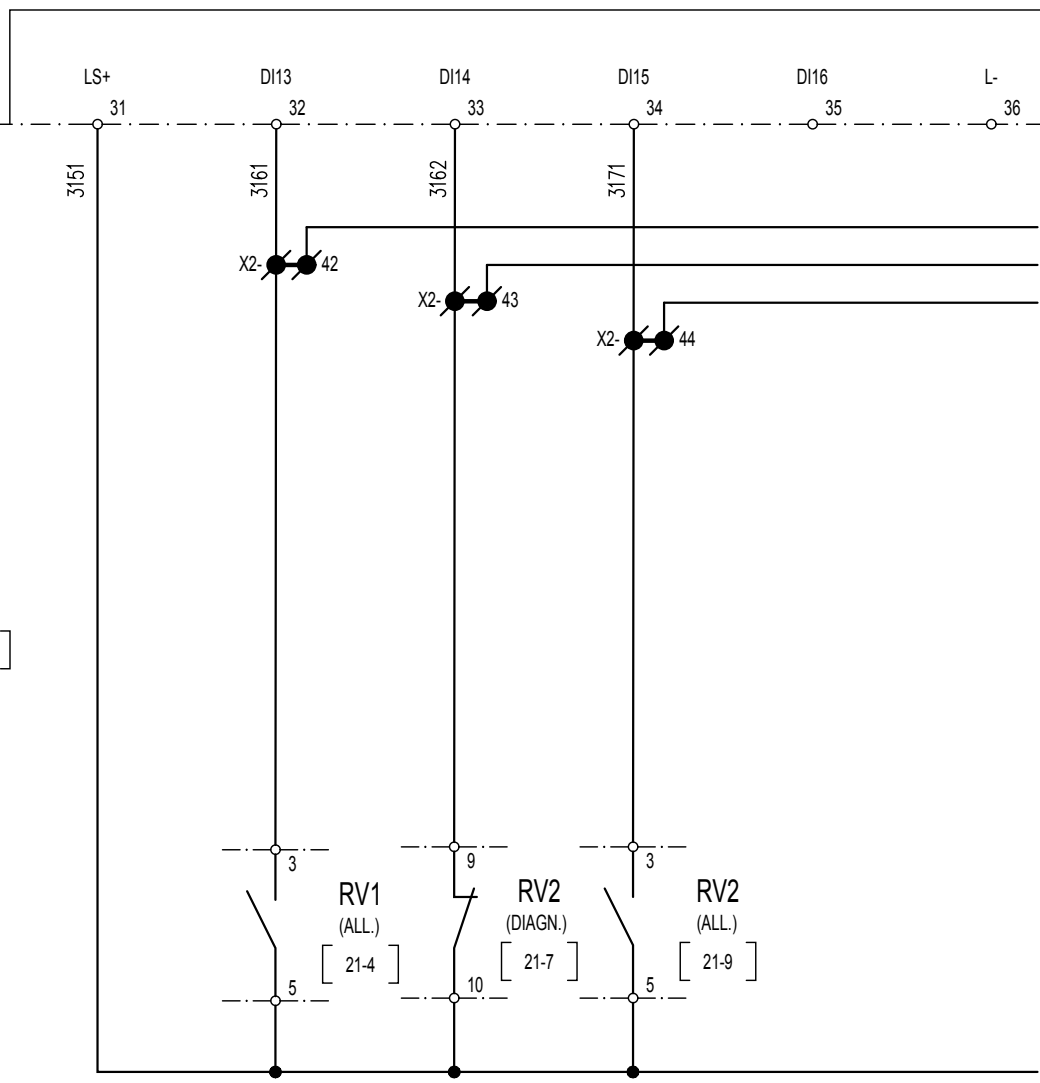 LS+ DI13 DI14 DI15 DI16 L-
31 32 33 34 35 36
3151 3161 3162 3171
X2- 42
X2- 43
X2- 44
3 9 3
RV1 RV2 RV2
(ALL.) (DIAGN.) (ALL.)
21-4 21-7 21-9
5 10 5